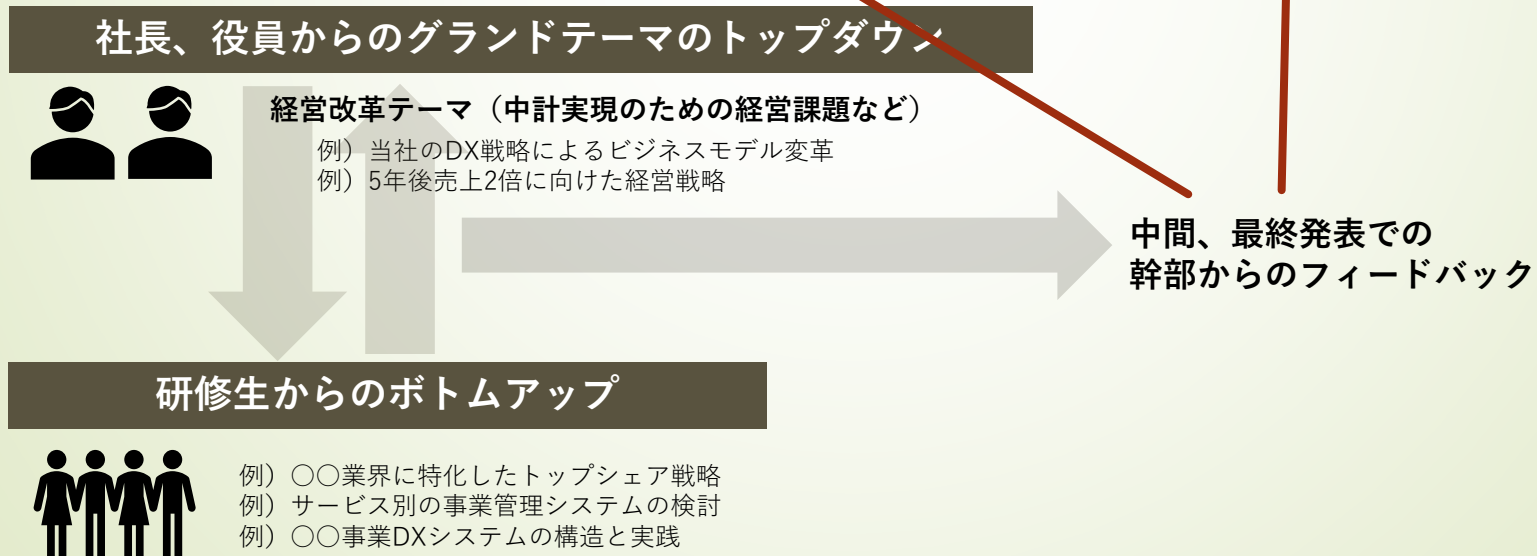 社長、役員からのグランドテーマのトップダウン
経営改革テーマ（中計実現のための経営課題など）
例）当社のDX戦略によるビジネスモデル変革
例）5年後売上2倍に向けた経営戦略
中間、最終発表での
幹部からのフィードバック
研修生からのボトムアップ
例）○○業界に特化したトップシェア戦略
例）サービス別の事業管理システムの検討
例）○○事業DXシステムの構造と実践